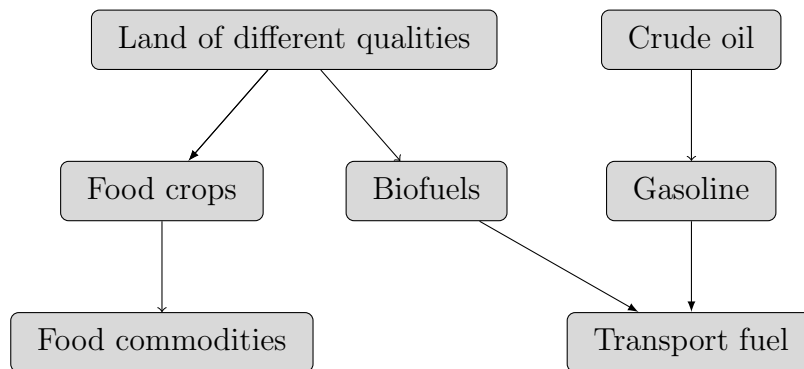 Land of different qualities
Crude oil
Food crops
Biofuels
Gasoline
Food commodities
Transport fuel